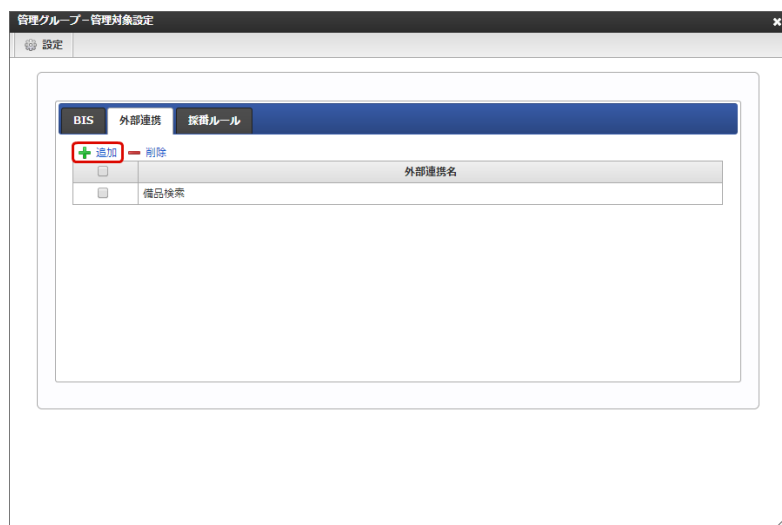 管理グループ－管理対象設定
設定
BIS 外部連携 採番ルール
追加 削除
外部連携名
備品検索